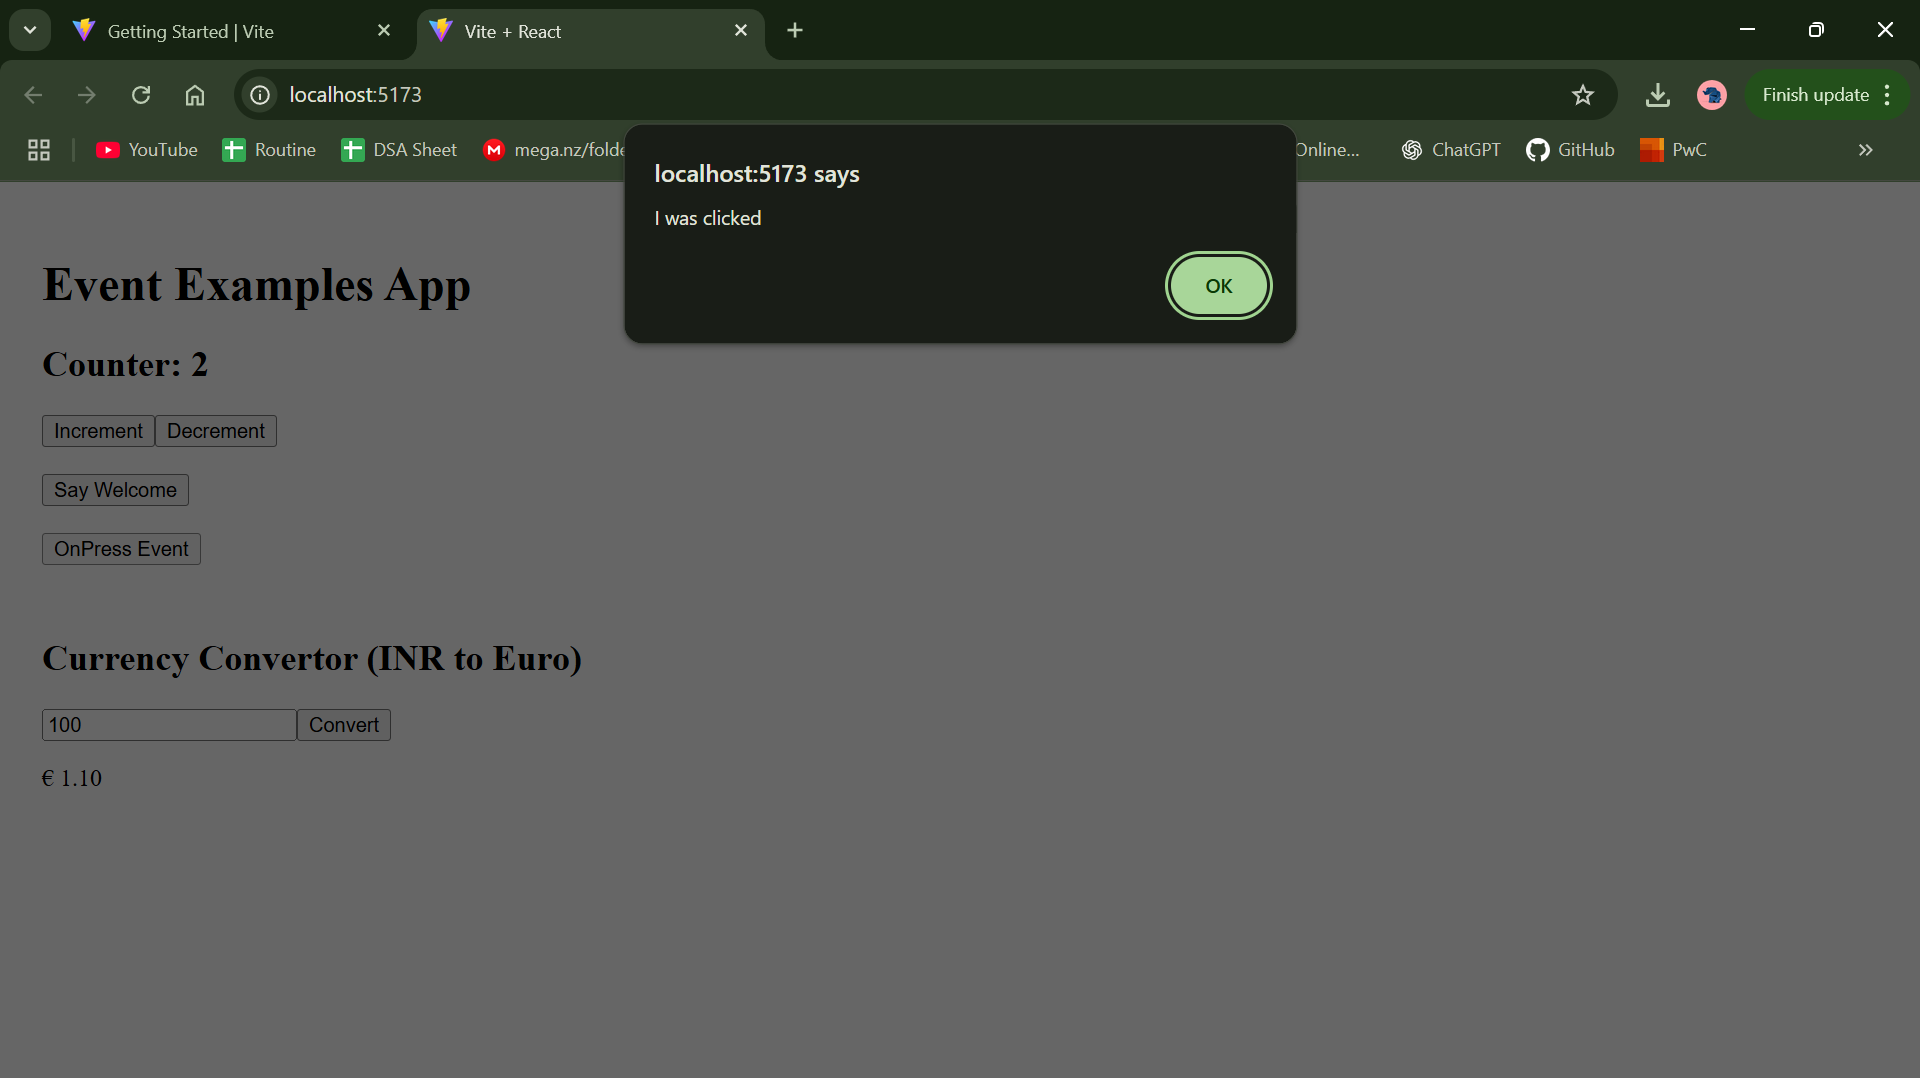 Getting Started | Vite
Vite + React
localhost:5173
Finish update
YouTube
Routine
DSA Sheet
mega.nz/folde
Online...
ChatGPT
GitHub
PwC
localhost:5173 says
I was clicked
OK
Event Examples App
Counter: 2
Increment Decrement
Say Welcome
OnPress Event
Currency Convertor (INR to Euro)
100 Convert
€ 1.10